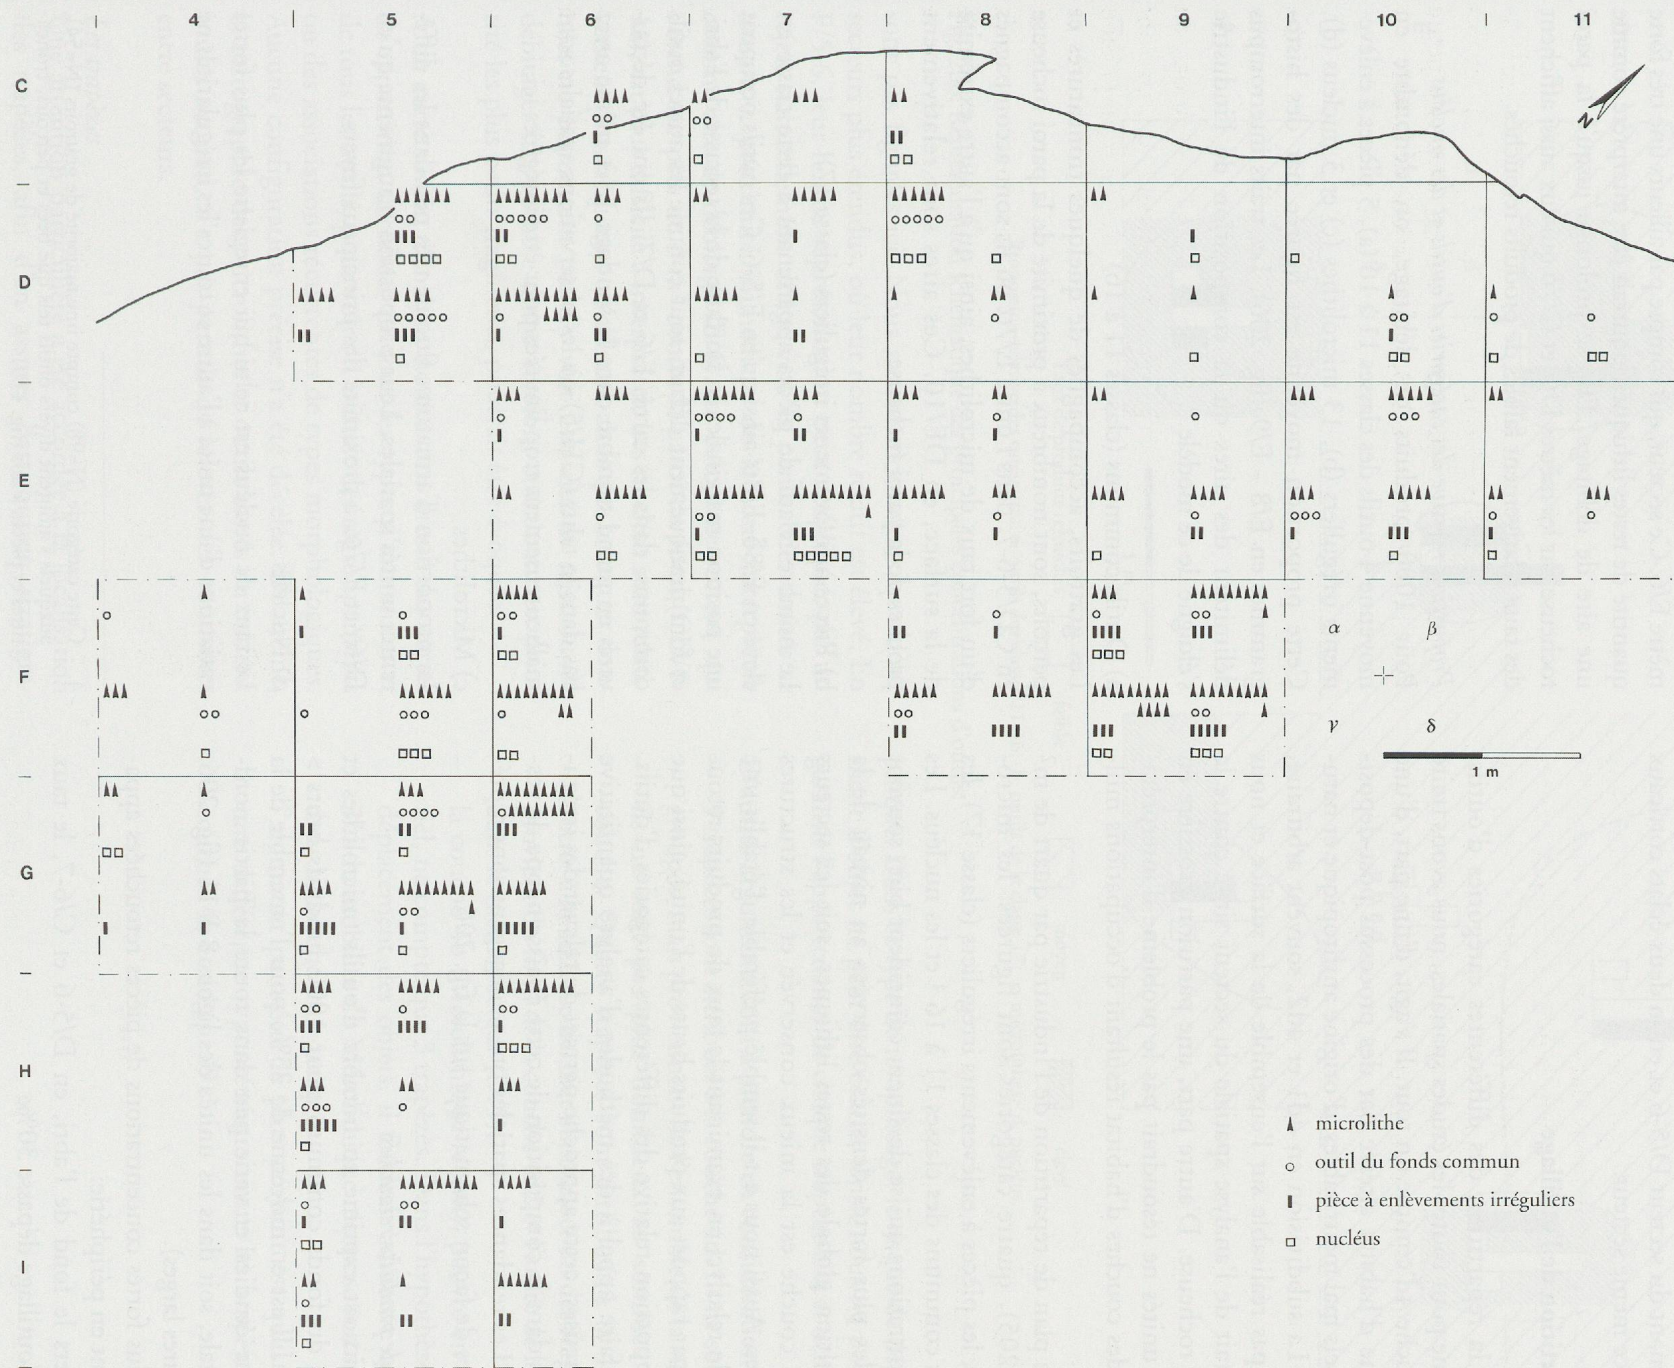 4 5 6 7 8 9 10 11
C
N
D
E
F
α β
γ δ
1 m
G
H
I
microlithe
outil du fonds commun
pièce à enlèvements irréguliers
nucléus